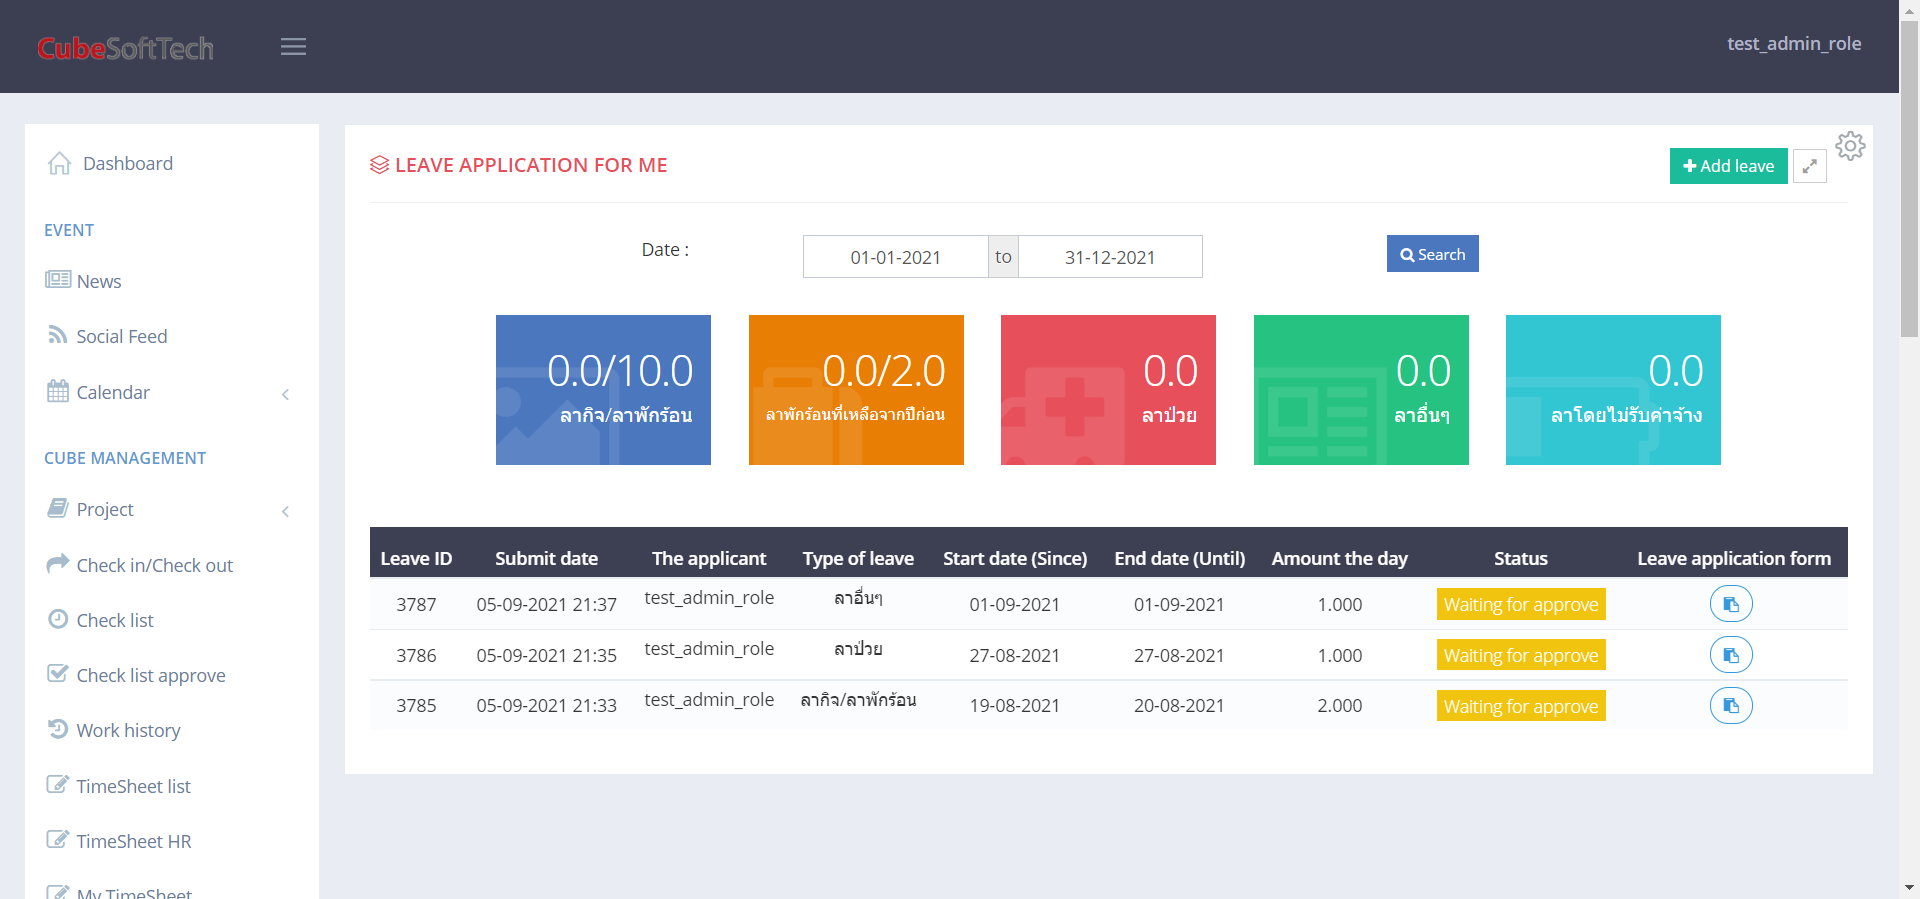 CubeSoftTech
test_admin_role
Dashboard
EVENT
News
Social Feed
Calendar
CUBE MANAGEMENT
Project
Check in/Check out
Check list
Check list approve
Work history
TimeSheet list
TimeSheet HR
My TimeSheet
LEAVE APPLICATION FOR ME
Add leave
Date : 01-01-2021 to 31-12-2021 Search
0.0/10.0
ลากิจ/ลาพักร้อน
0.0/2.0
ลาพักร้อนที่เหลือจากปีก่อน
0.0
ลาป่วย
0.0
ลาอื่นๆ
0.0
ลาโดยไม่รับค่าจ้าง
Leave ID Submit date The applicant Type of leave Start date (Since) End date (Until) Amount the day Status Leave application form
3787 05-09-2021 21:37 test_admin_role ลาอื่นๆ 01-09-2021 01-09-2021 1.000 Waiting for approve
3786 05-09-2021 21:35 test_admin_role ลาป่วย 27-08-2021 27-08-2021 1.000 Waiting for approve
3785 05-09-2021 21:33 test_admin_role ลากิจ/ลาพักร้อน 19-08-2021 20-08-2021 2.000 Waiting for approve